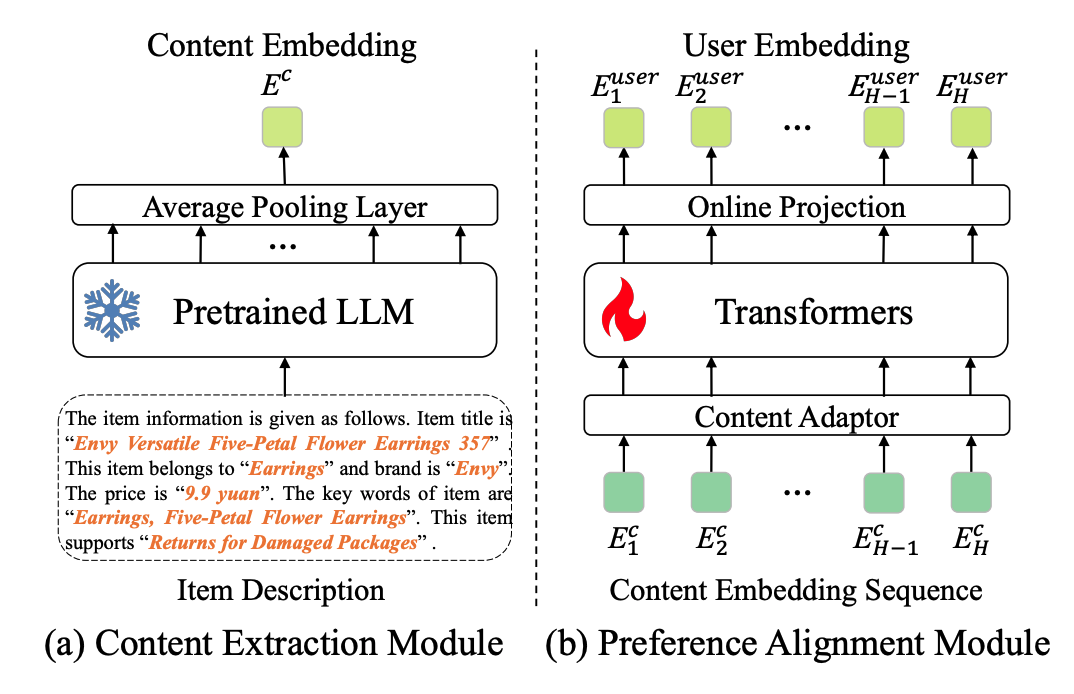 Content Embedding
E^c
Average Pooling Layer
...
Pretrained LLM
The item information is given as follows. Item title is
“Envy Versatile Five-Petal Flower Earrings 357”.
This item belongs to “Earrings” and brand is “Envy”.
The price is “9.9 yuan”. The key words of item are
“Earrings, Five-Petal Flower Earrings”. This item
supports “Returns for Damaged Packages” .
Item Description
(a) Content Extraction Module
User Embedding
E_1^{user} E_2^{user} E_{H-1}^{user} E_H^{user}
...
Online Projection
Transformers
Content Adaptor
...
E_1^c E_2^c E_{H-1}^c E_H^c
Content Embedding Sequence
(b) Preference Alignment Module